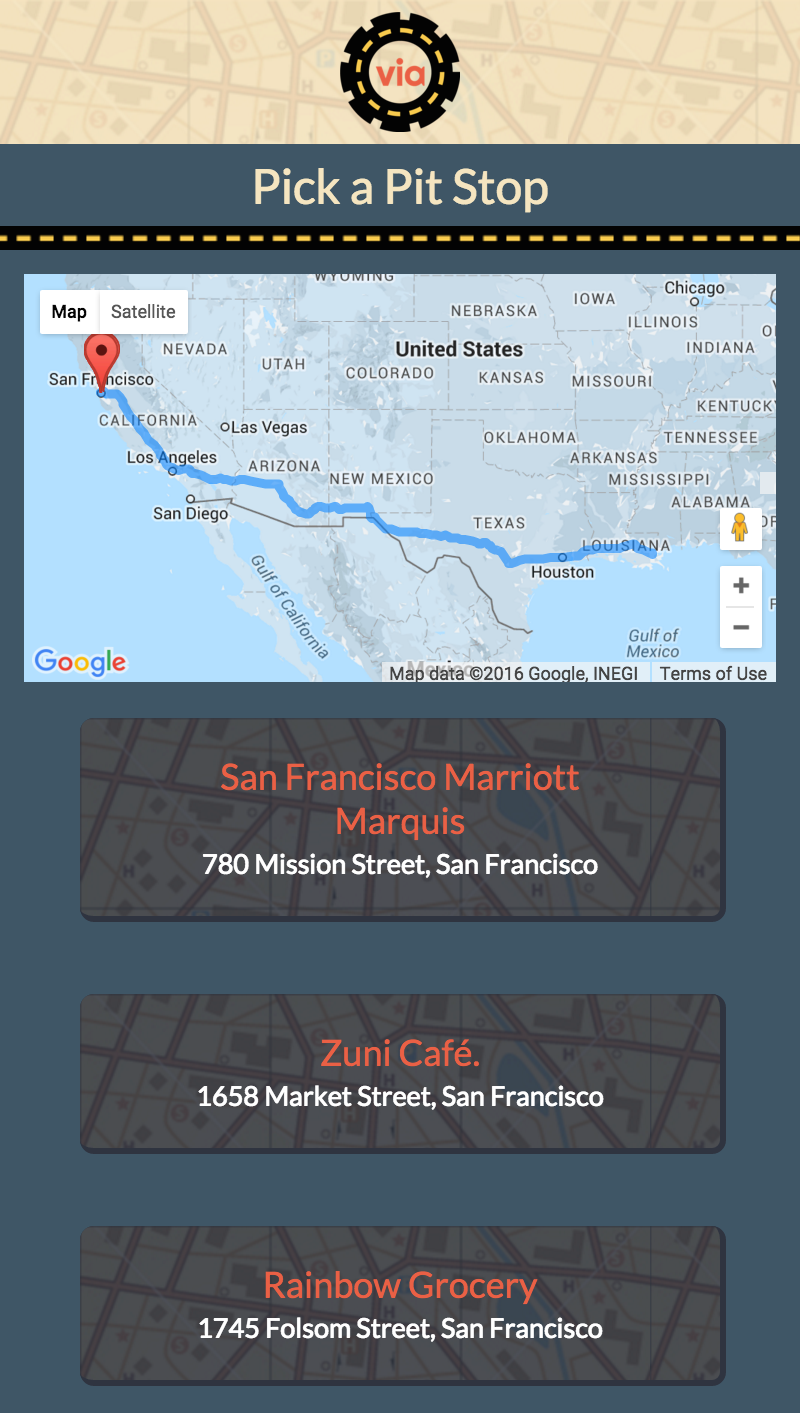 via
Pick a Pit Stop
WYOMING
Chicago
Map
Satellite
NEBRASKA
IOWA
ILLINOIS
NEVADA
United States
INDIANA
UTAH
COLORADO
KANSAS
MISSOURI
San Francisco
KENTUCKY
CALIFORNIA
Las Vegas
OKLAHOMA
TENNESSEE
Los Angeles
ARIZONA
ARKANSAS
NEW MEXICO
MISSISSIPPI
San Diego
ALABAMA
TEXAS
LOUISIANA
Houston
Gulf of
California
Gulf of
Mexico
Google
Mexico
Map data ©2016 Google, INEGI
Terms of Use
San Francisco Marriott
Marquis
780 Mission Street, San Francisco
Zuni Café.
1658 Market Street, San Francisco
Rainbow Grocery
1745 Folsom Street, San Francisco